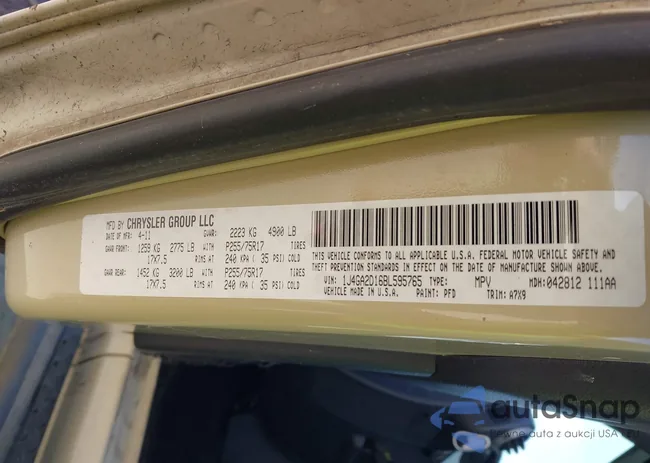 MFD BY CHRYSLER GROUP LLC
DATE OF MFR: 4-11 GVWR: 2223 KG 4900 LB
GAWR FRONT: 1259 KG 2775 LB WITH P255/75R17 TIRES
17X7.5 RIMS AT 240 KPA ( 35 PSI) COLD
GAWR REAR: 1452 KG 3200 LB WITH P255/75R17 TIRES
17X7.5 RIMS AT 240 KPA ( 35 PSI) COLD
THIS VEHICLE CONFORMS TO ALL APPLICABLE U.S.A. FEDERAL MOTOR VEHICLE SAFETY AND
THEFT PREVENTION STANDARDS IN EFFECT ON THE DATE OF MANUFACTURE SHOWN ABOVE.
VIN: 1J4GA2D16BL595765 TYPE: MPV MDH: 042812 111AA
VEHICLE MADE IN U.S.A. PAINT: PFD TRIM: A7X9
autoSnap
pewne auta z aukcji USA